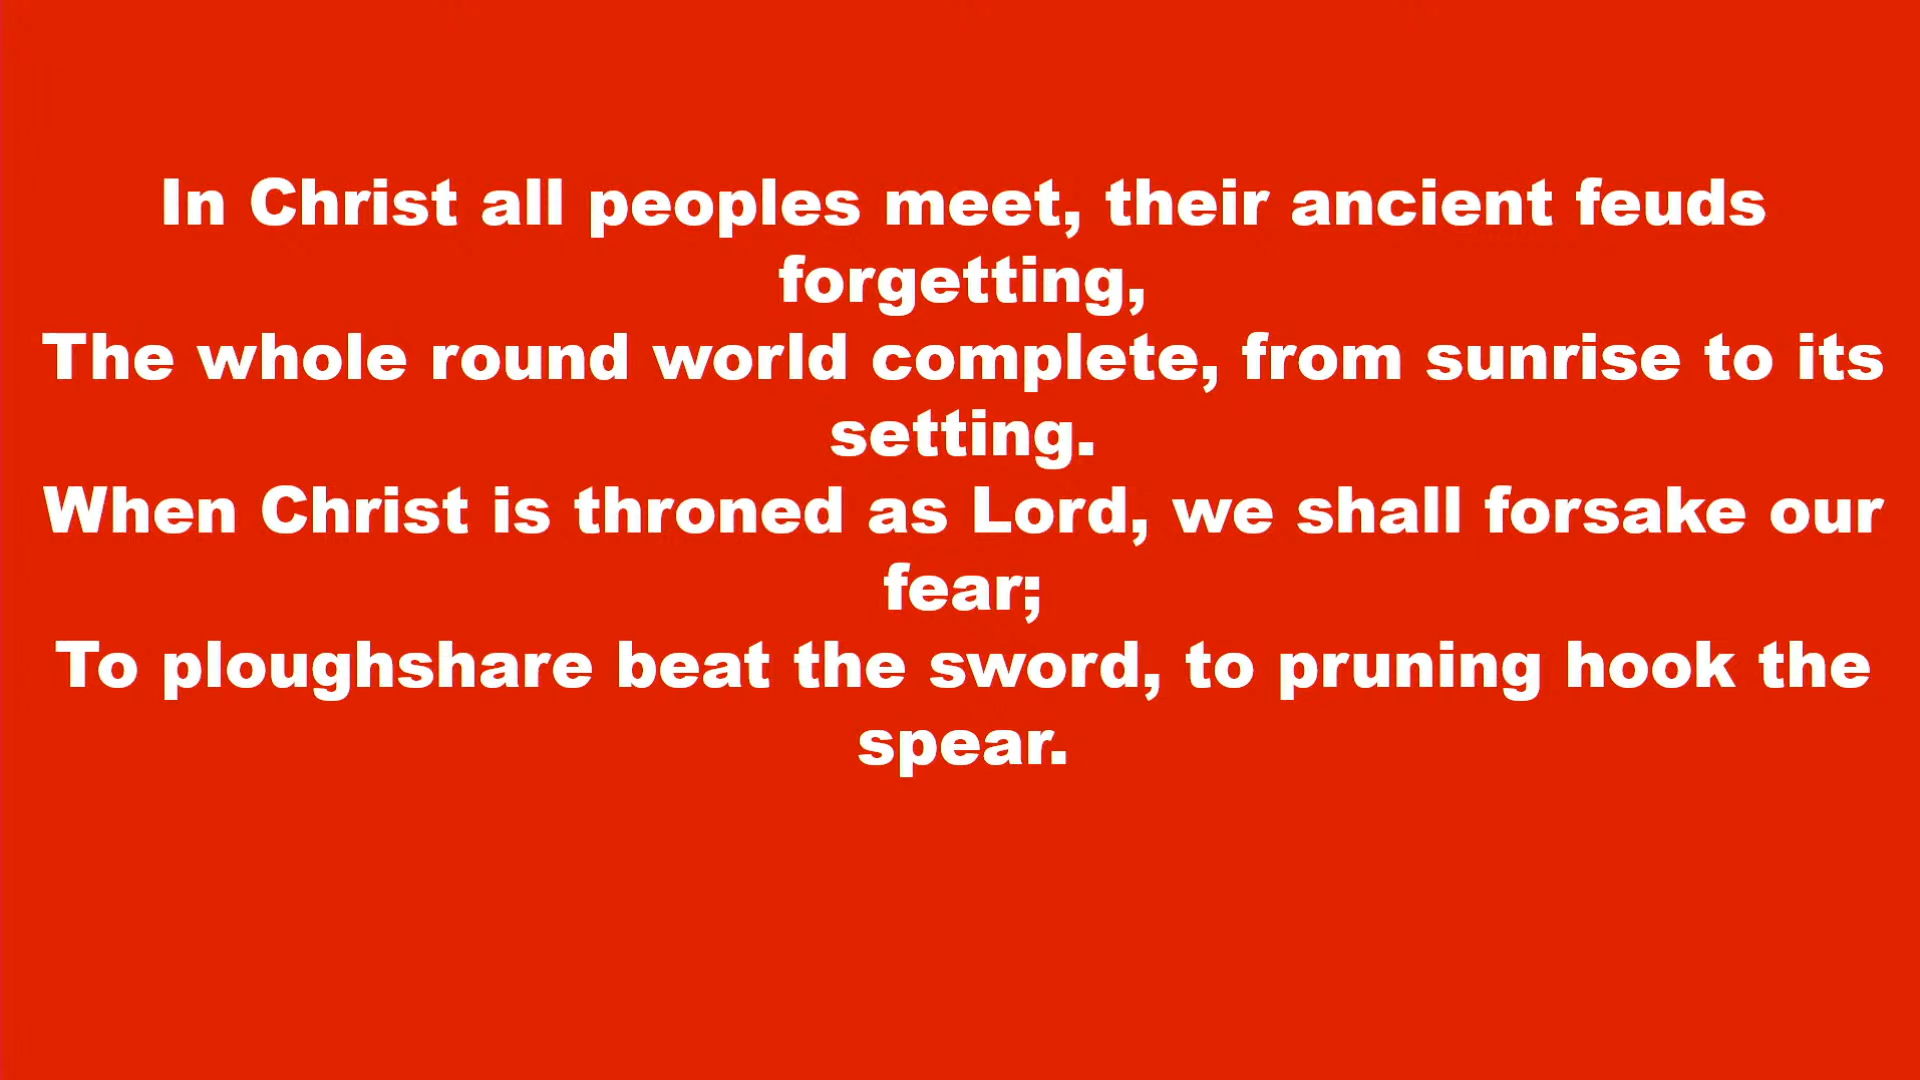 In Christ all peoples meet, their ancient feuds
forgetting,
The whole round world complete, from sunrise to its
setting.
When Christ is throned as Lord, we shall forsake our
fear;
To ploughshare beat the sword, to pruning hook the
spear.